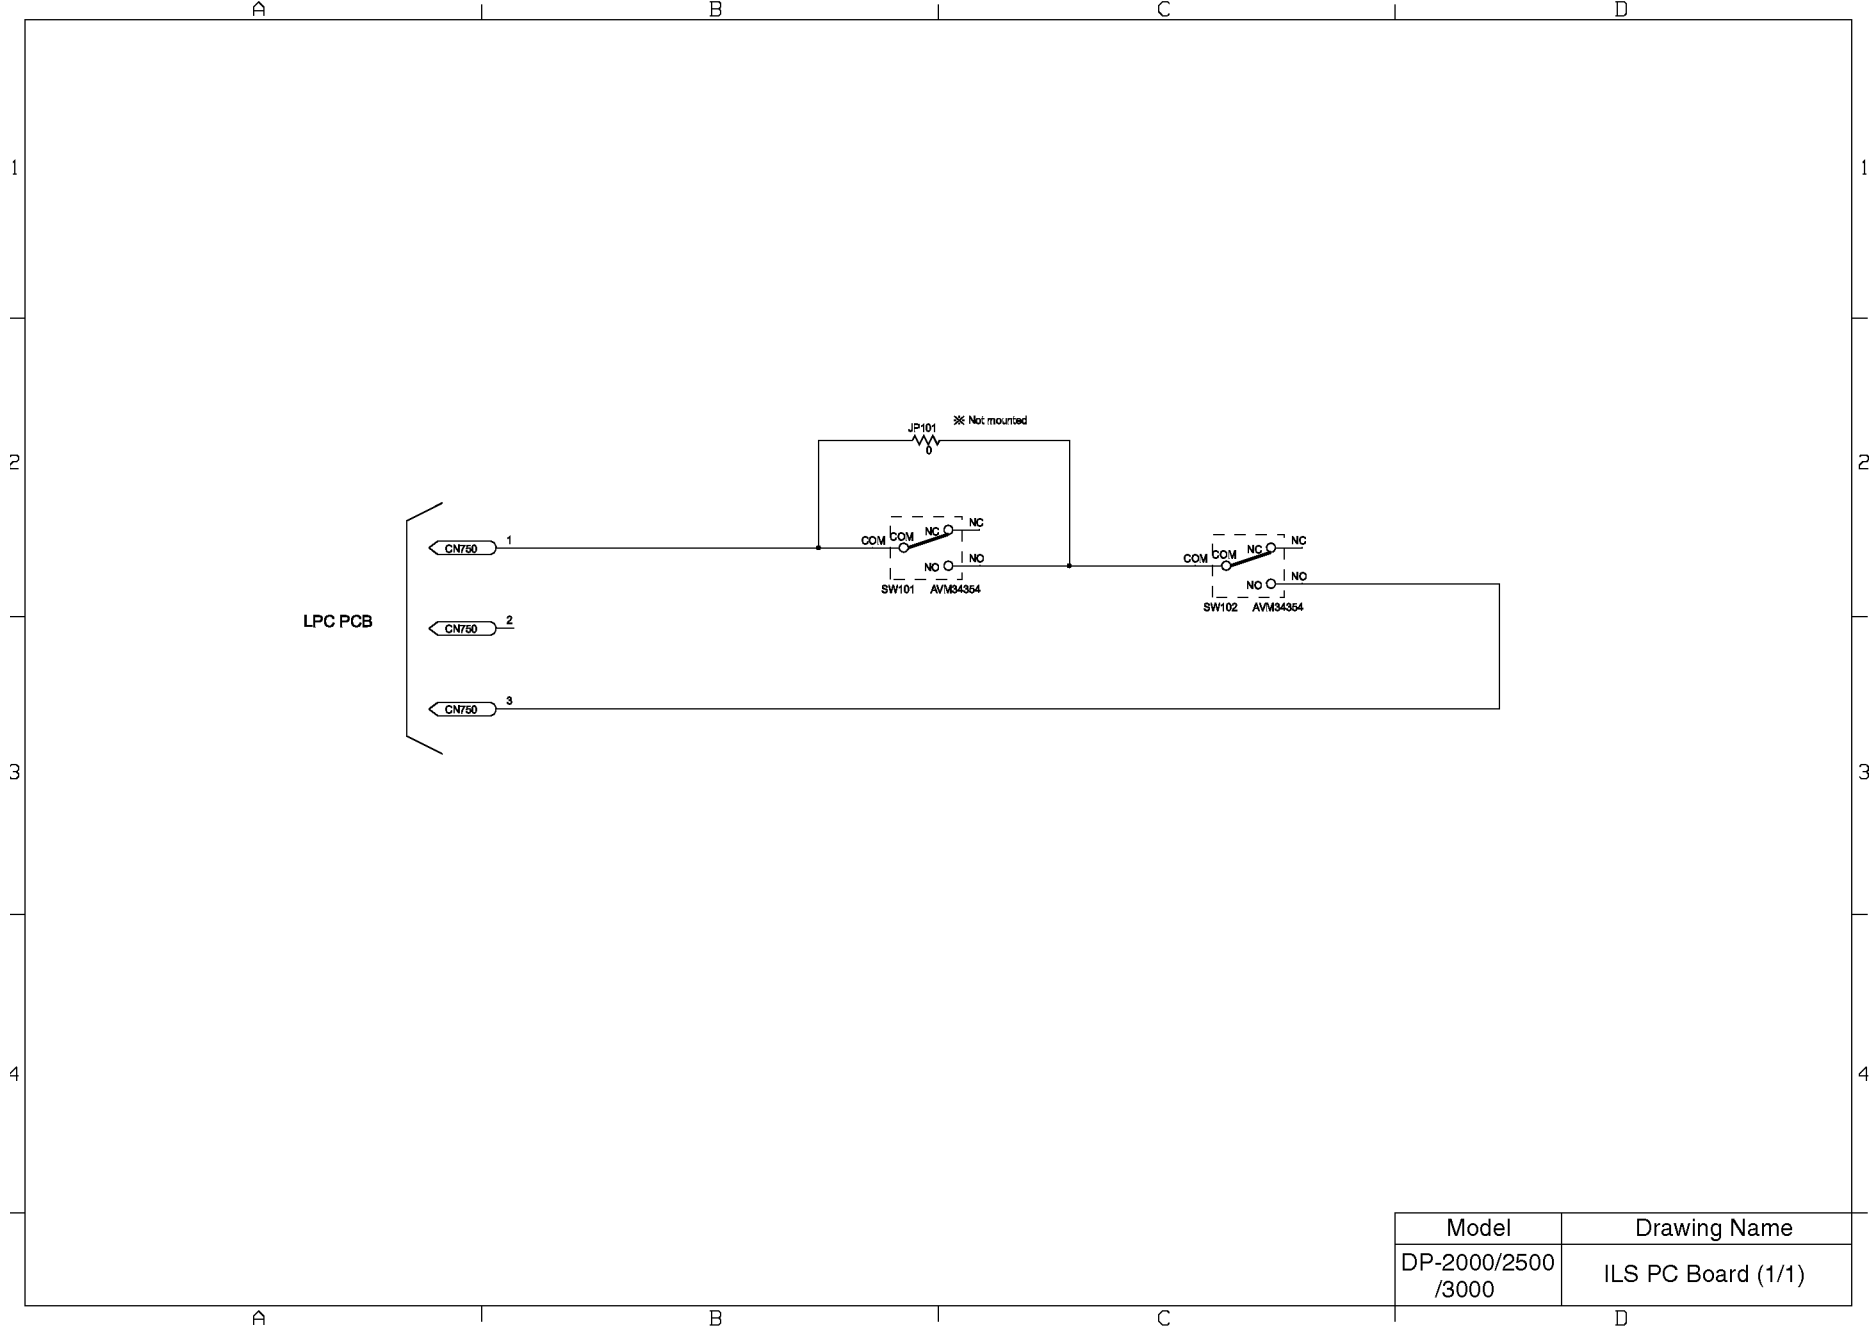 A B C D
1 1
JP101 ※ Not mounted
0
2 2
NC NC
COM COM NC NO
CN750 1
NO
SW101 AVM34354
NC NC
COM COM NC NO
NO
SW102 AVM34354
LPC PCB
CN750 2
CN750 3
3 3
4 4
Model Drawing Name
DP-2000/2500
/3000
ILS PC Board (1/1)
A B C D